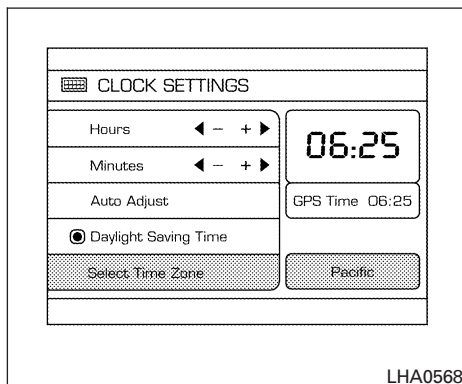 CLOCK SETTINGS
Hours ◀ − + ▶
Minutes ◀ − + ▶
Auto Adjust
Daylight Saving Time
Select Time Zone
06:25
GPS Time 06:25
Pacific
LHA0568